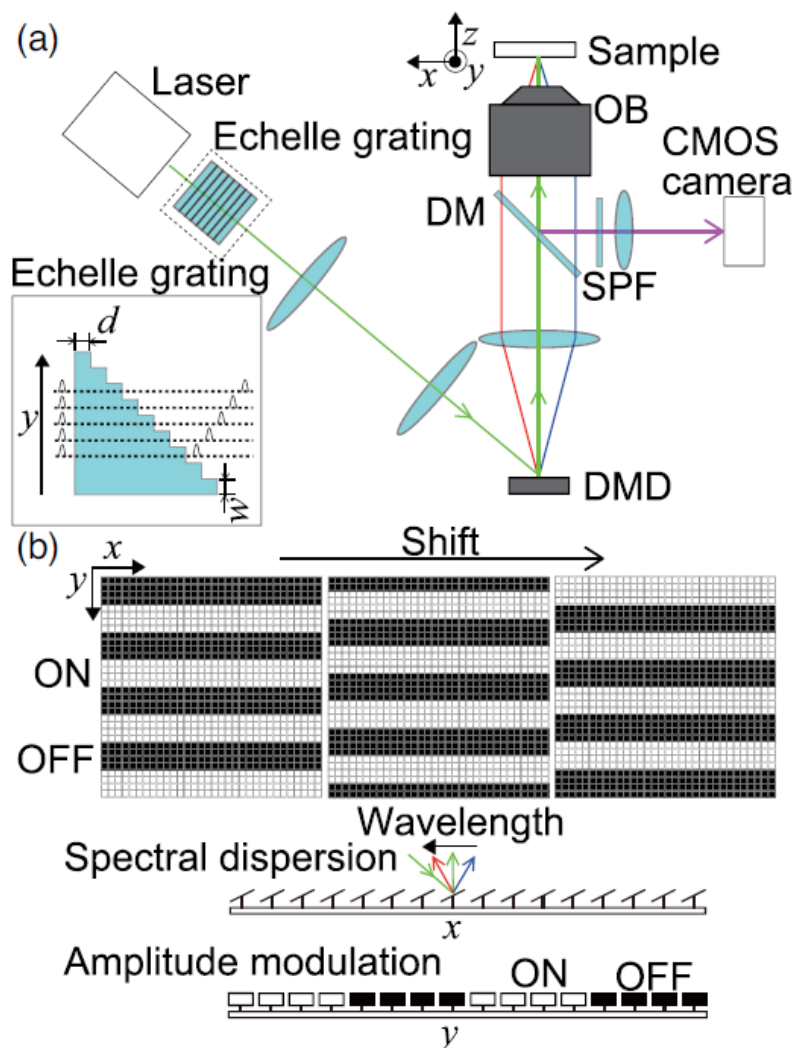 (a)
z
x
y
Sample
Laser
OB
Echelle grating
CMOS
camera
DM
Echelle grating
SPF
d
y
w
DMD
(b)
x
Shift
y
ON
OFF
Wavelength
Spectral dispersion
x
Amplitude modulation
ON
OFF
y